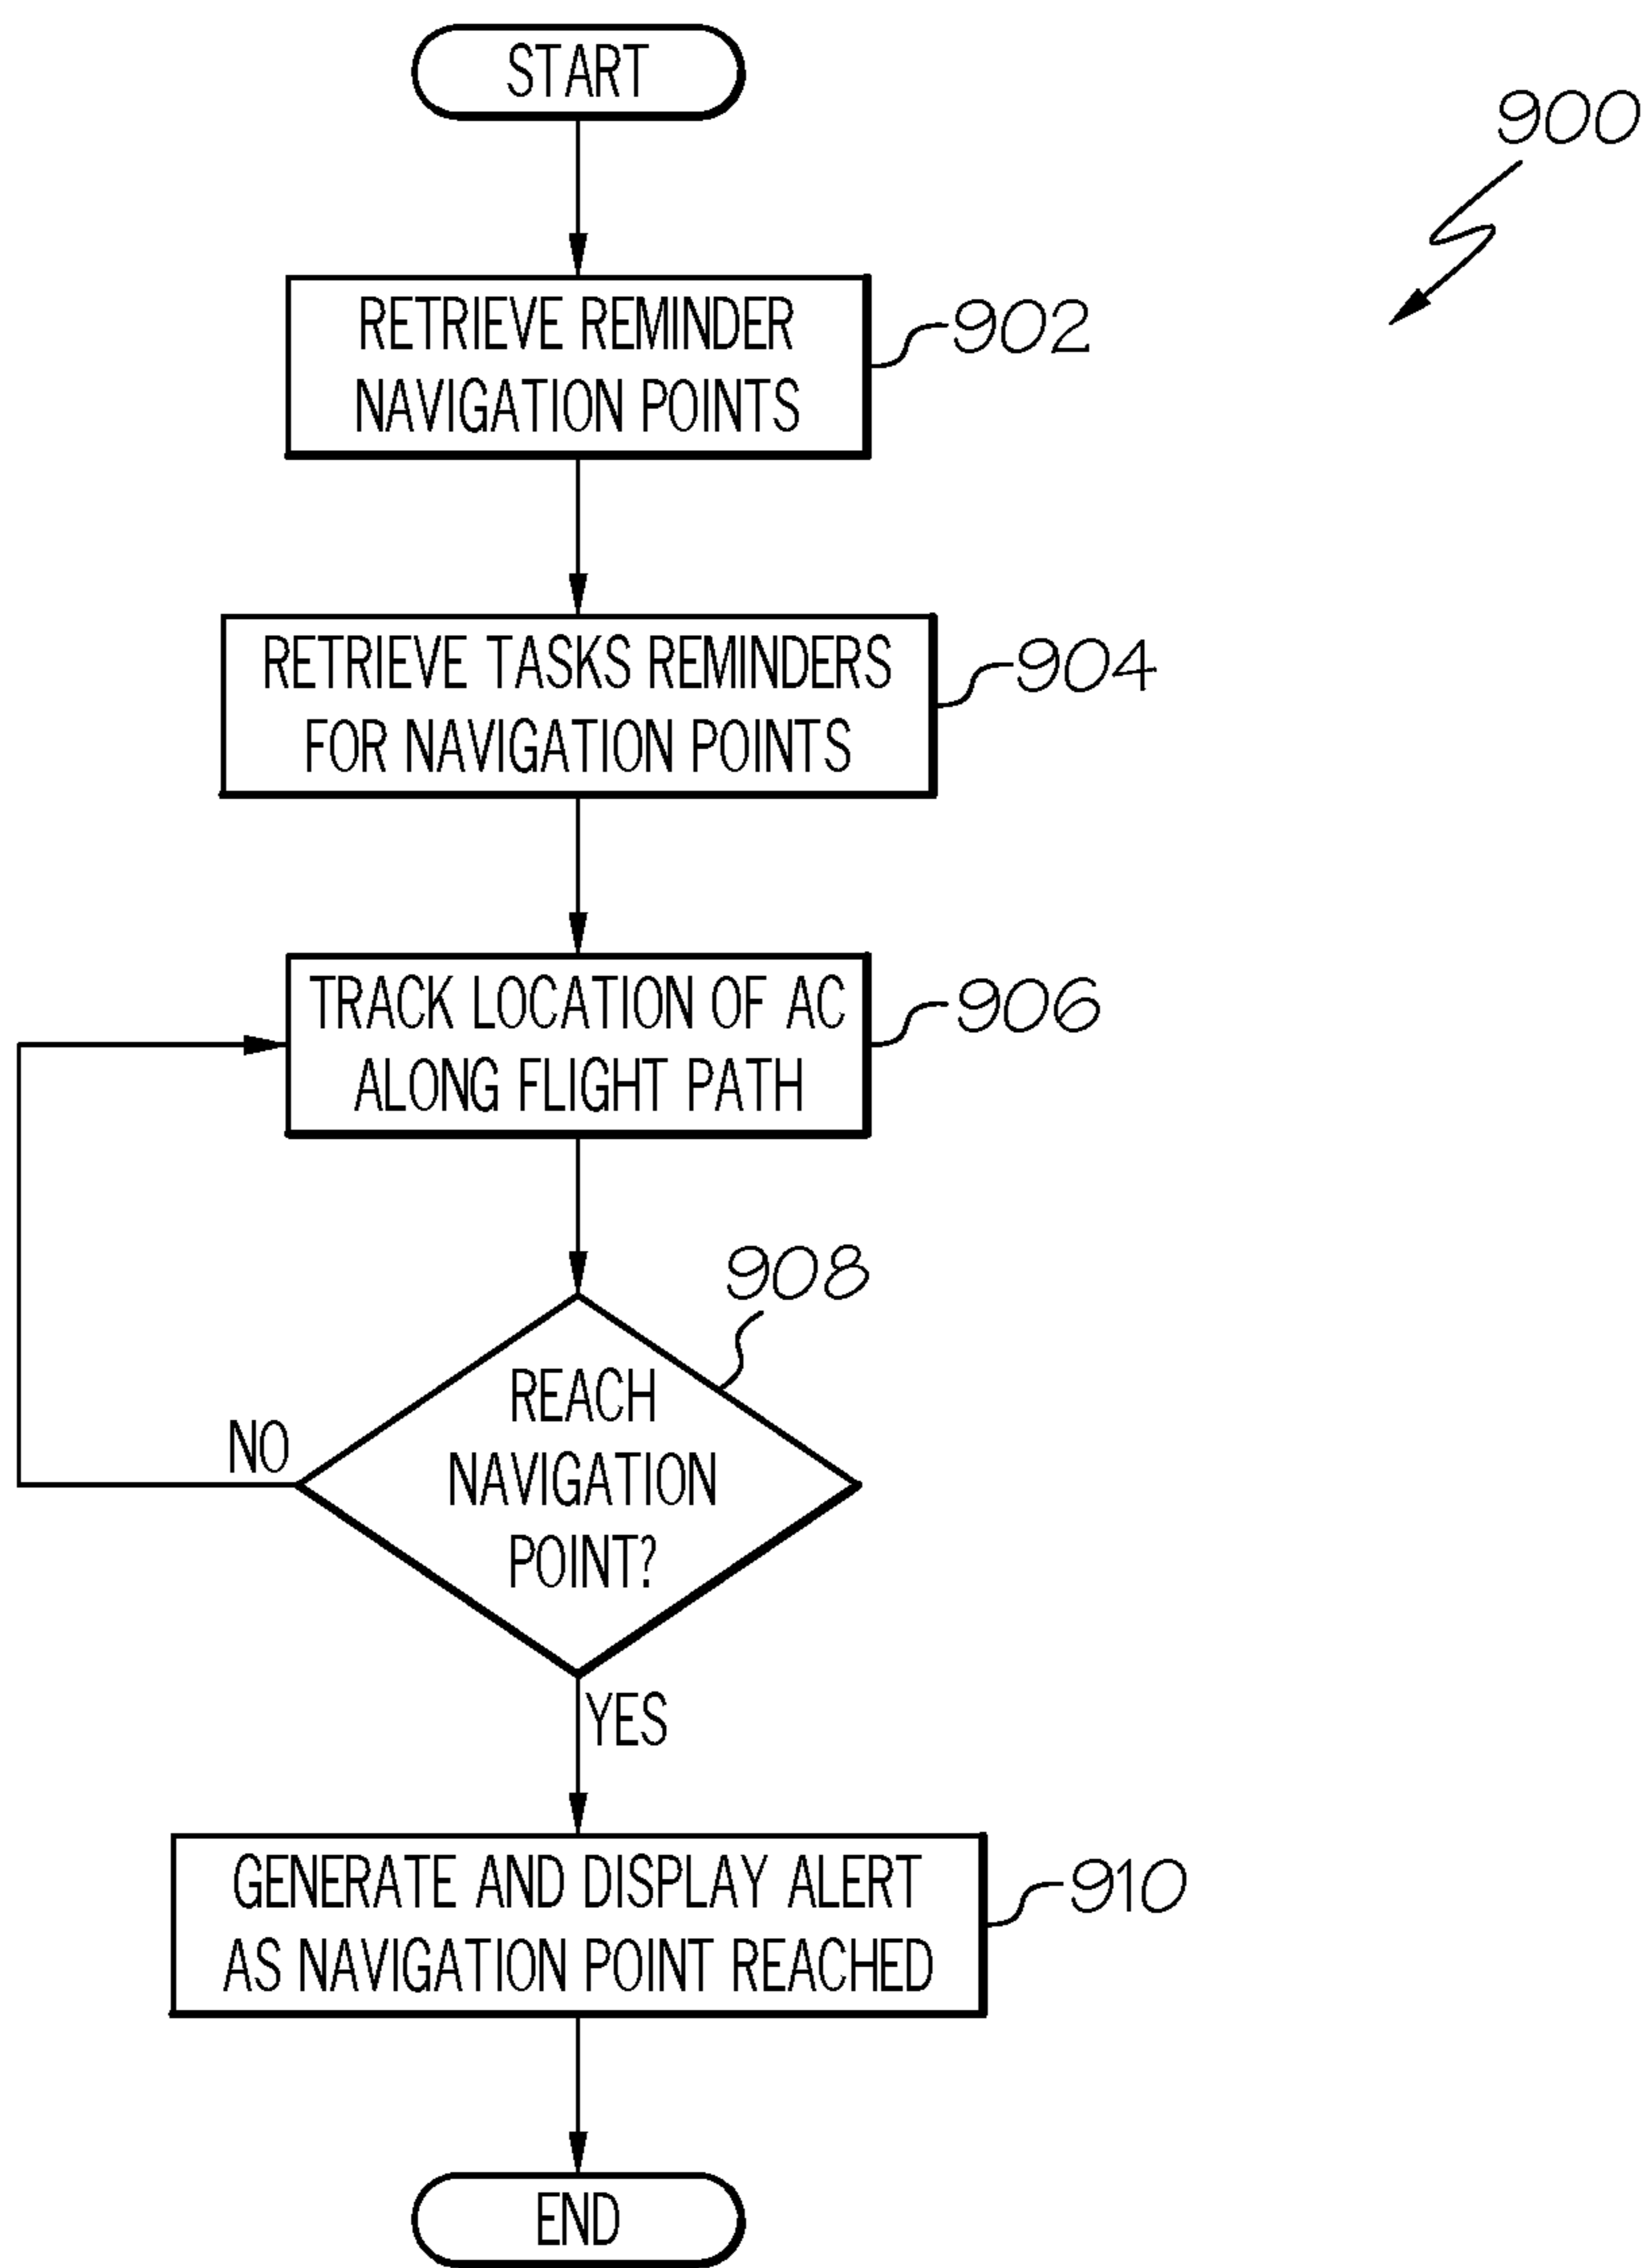 START
900
RETRIEVE REMINDER
NAVIGATION POINTS
902
RETRIEVE TASKS REMINDERS
FOR NAVIGATION POINTS
904
TRACK LOCATION OF AC
ALONG FLIGHT PATH
906
908
REACH
NAVIGATION
POINT?
NO
YES
GENERATE AND DISPLAY ALERT
AS NAVIGATION POINT REACHED
910
END